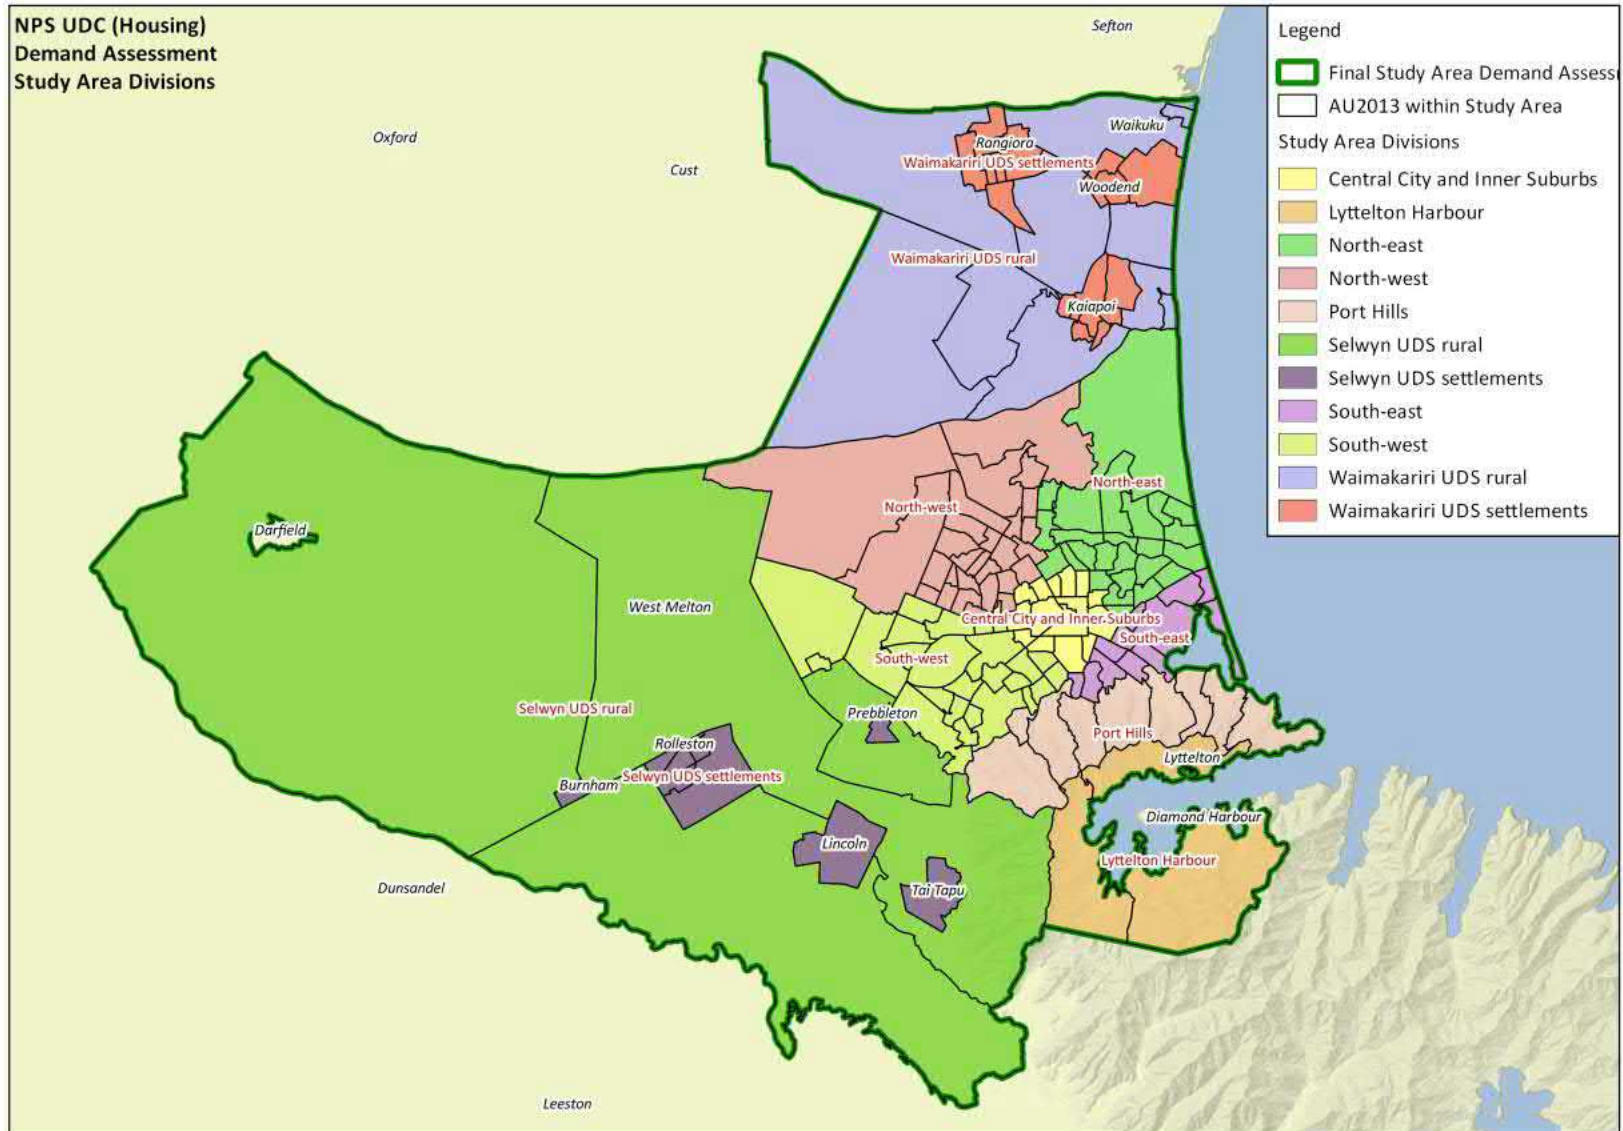 NPS UDC (Housing)
Demand Assessment
Study Area Divisions
Sefton
Oxford
Cust
Waikuku
Rangiora
Waimakariri UDS settlements
Woodend
Waimakariri UDS rural
Kaiapoi
North-east
North-west
Darfield
West Melton
Central City and Inner Suburbs
South-east
South-west
Selwyn UDS rural
Prebbleton
Rolleston
Port Hills
Lyttelton
Selwyn UDS settlements
Burnham
Diamond Harbour
Lincoln
Lyttelton Harbour
Dunsandel
Tai Tapu
Leeston
Legend
Final Study Area Demand Assess
AU2013 within Study Area
Study Area Divisions
Central City and Inner Suburbs
Lyttelton Harbour
North-east
North-west
Port Hills
Selwyn UDS rural
Selwyn UDS settlements
South-east
South-west
Waimakariri UDS rural
Waimakariri UDS settlements